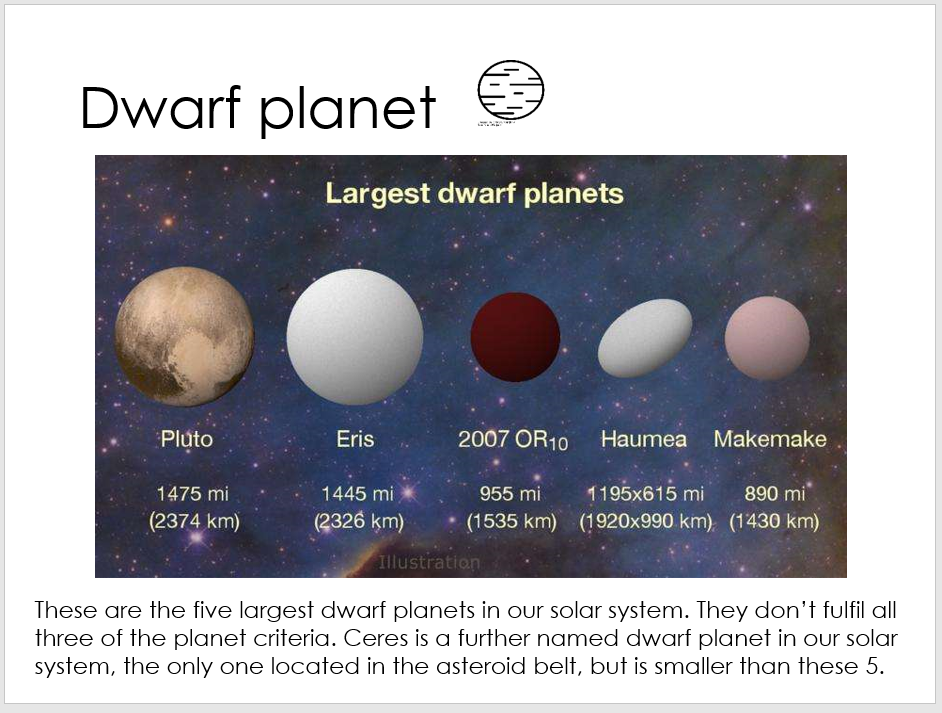 Dwarf planet
Largest dwarf planets
Pluto Eris 2007 OR₁₀ Haumea Makemake
1475 mi 1445 mi 955 mi 1195x615 mi 890 mi
(2374 km) (2326 km) (1535 km) (1920x990 km) (1430 km)
Illustration
These are the five largest dwarf planets in our solar system. They don’t fulfil all
three of the planet criteria. Ceres is a further named dwarf planet in our solar
system, the only one located in the asteroid belt, but is smaller than these 5.